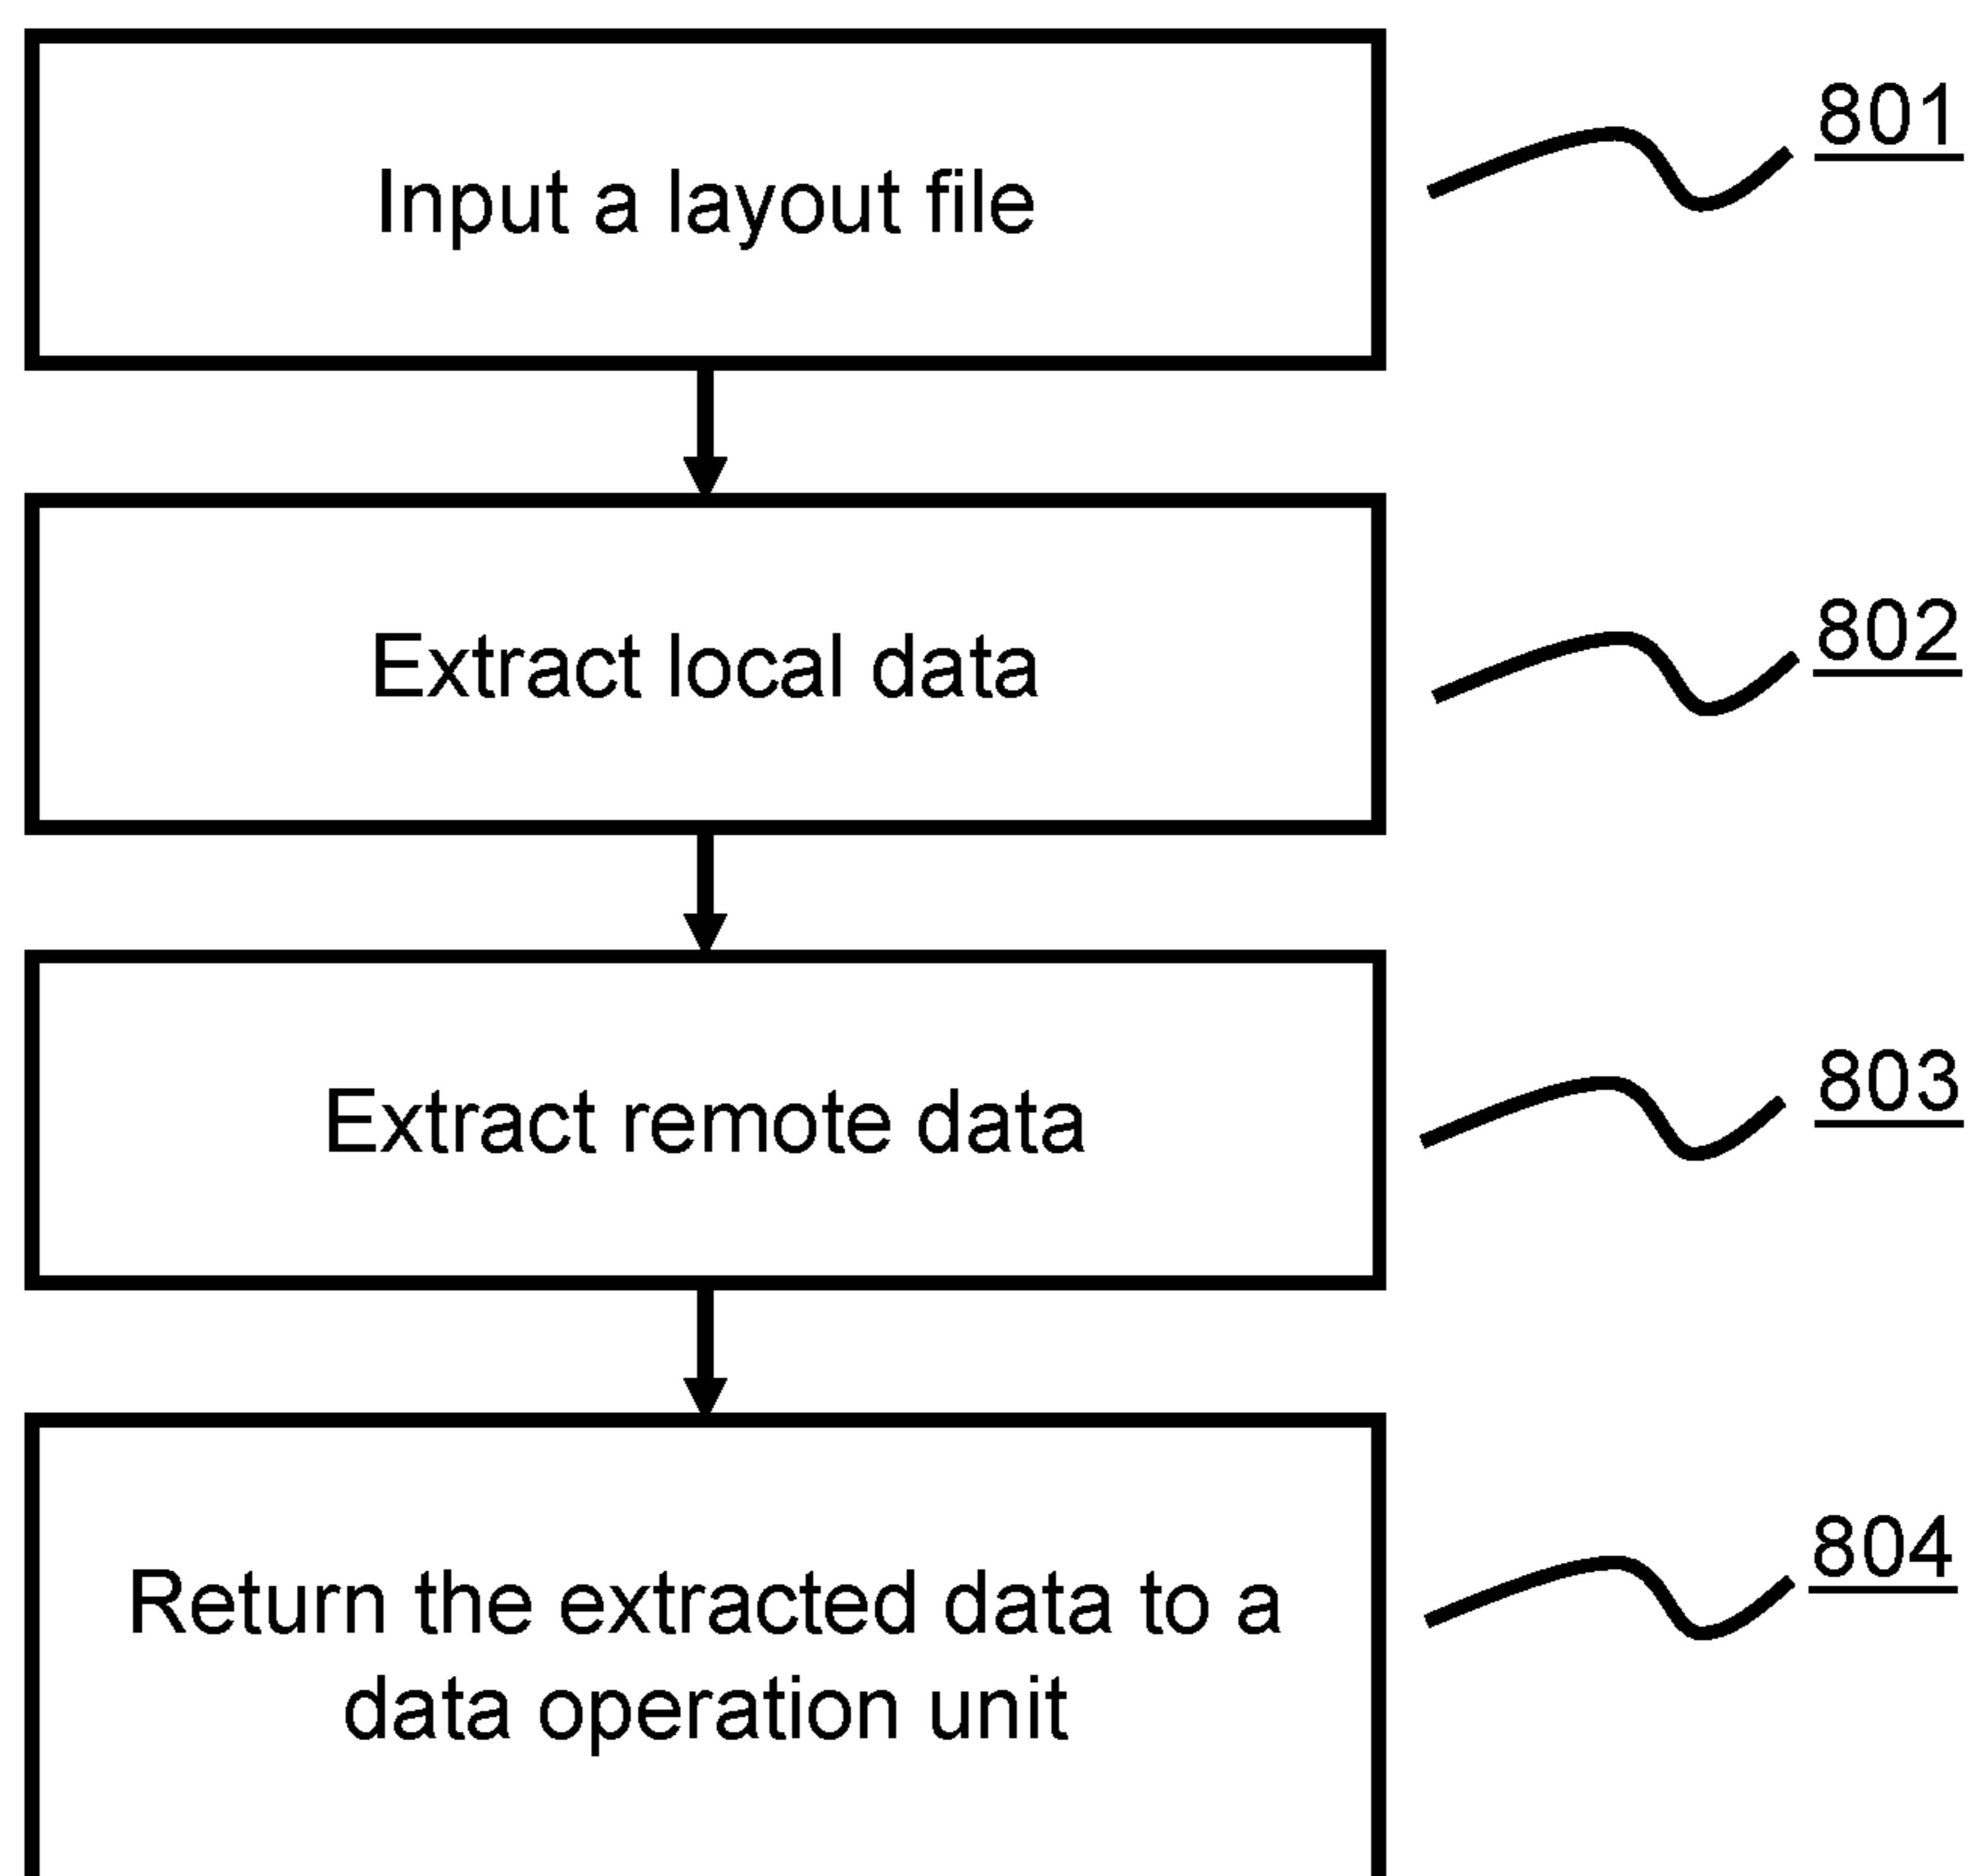 Input a layout file
801
Extract local data
802
Extract remote data
803
Return the extracted data to a
data operation unit
804